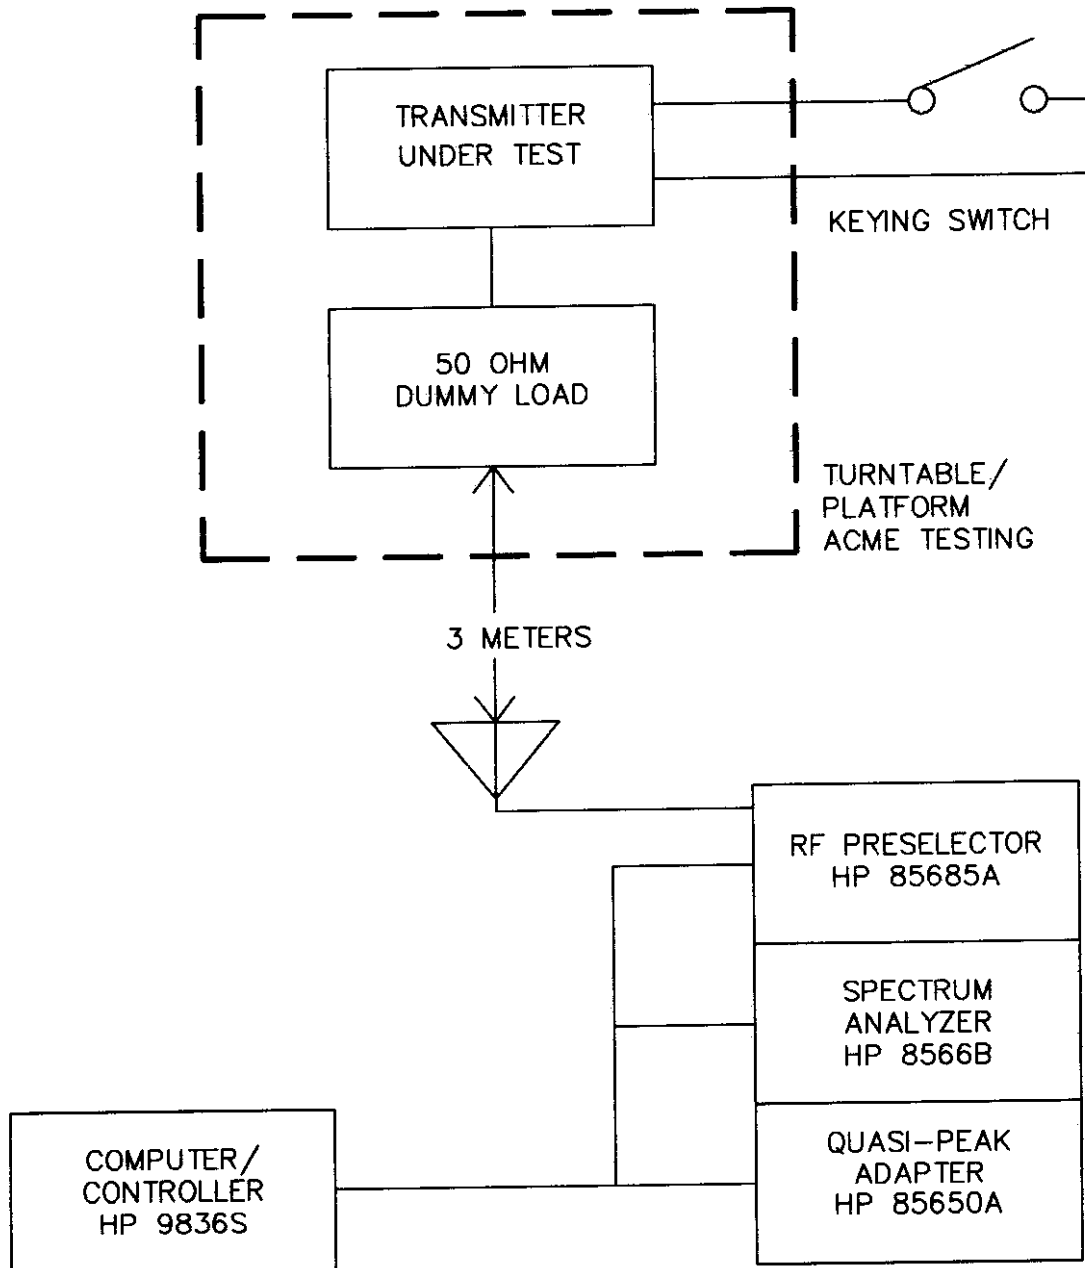 TRANSMITTER
UNDER TEST
KEYING SWITCH
50 OHM
DUMMY LOAD
TURNTABLE/
PLATFORM
ACME TESTING
3 METERS
RF PRESELECTOR
HP 85685A
SPECTRUM
ANALYZER
HP 8566B
QUASI-PEAK
ADAPTER
HP 85650A
COMPUTER/
CONTROLLER
HP 9836S